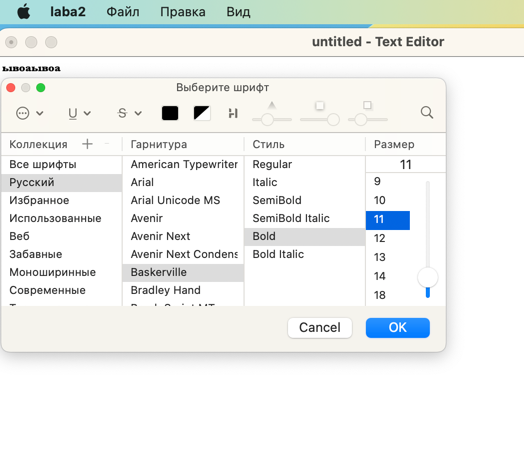 laba2 Файл Правка Вид
untitled - Text Editor
ываыва
Выберите шрифт
U S H
Коллекция + Гарнитура Стиль Размер
Все шрифты American Typewriter Regular 11
Русский Arial Italic 9
Избранное Arial Unicode MS SemiBold 10
Использованные Avenir SemiBold Italic 11
Веб Avenir Next Bold 12
Забавные Avenir Next Condens Bold Italic 13
Моноширинные Baskerville 14
Современные Bradley Hand 18
Cancel OK